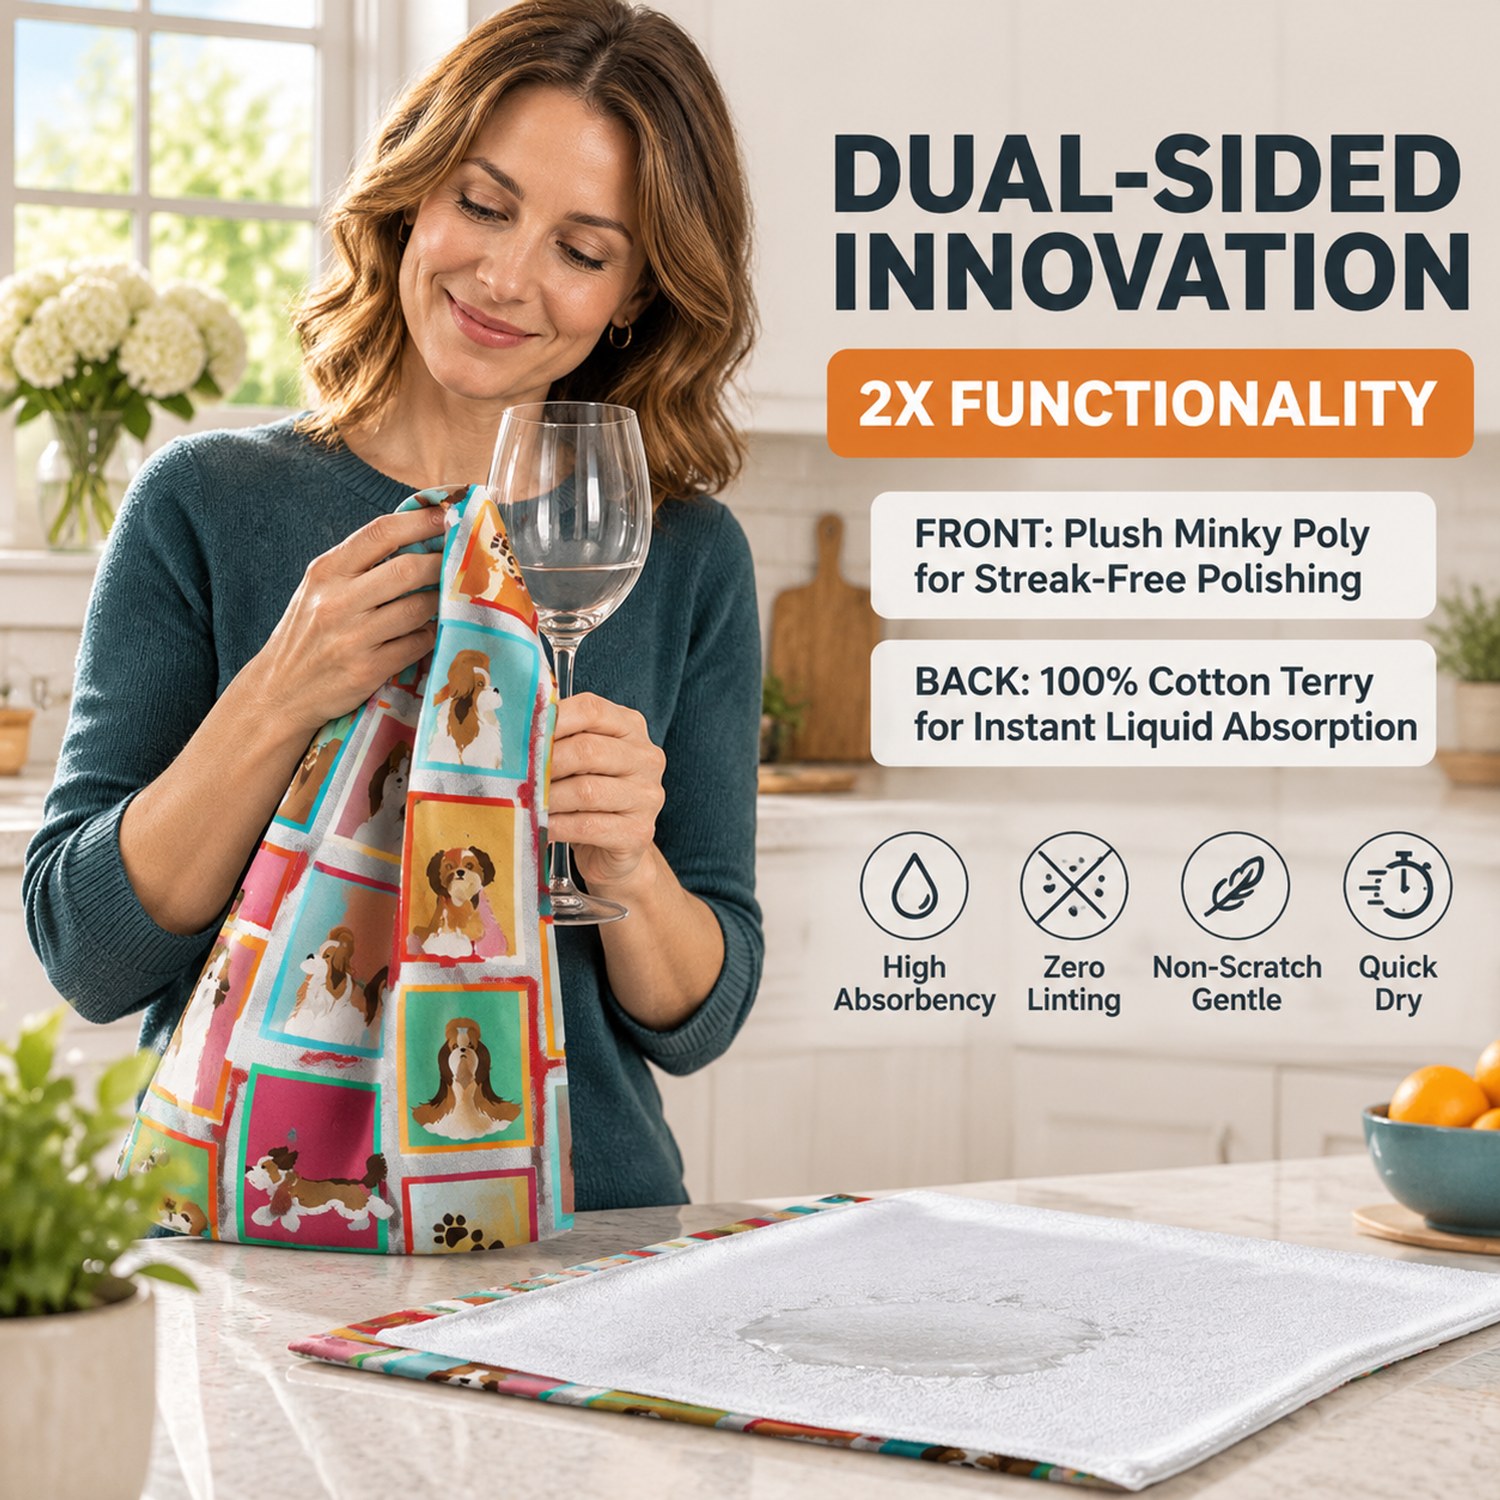 DUAL-SIDED
INNOVATION
2X FUNCTIONALITY
FRONT: Plush Minky Poly
for Streak-Free Polishing
BACK: 100% Cotton Terry
for Instant Liquid Absorption
High
Absorbency
Zero
Linting
Non-Scratch
Gentle
Quick
Dry